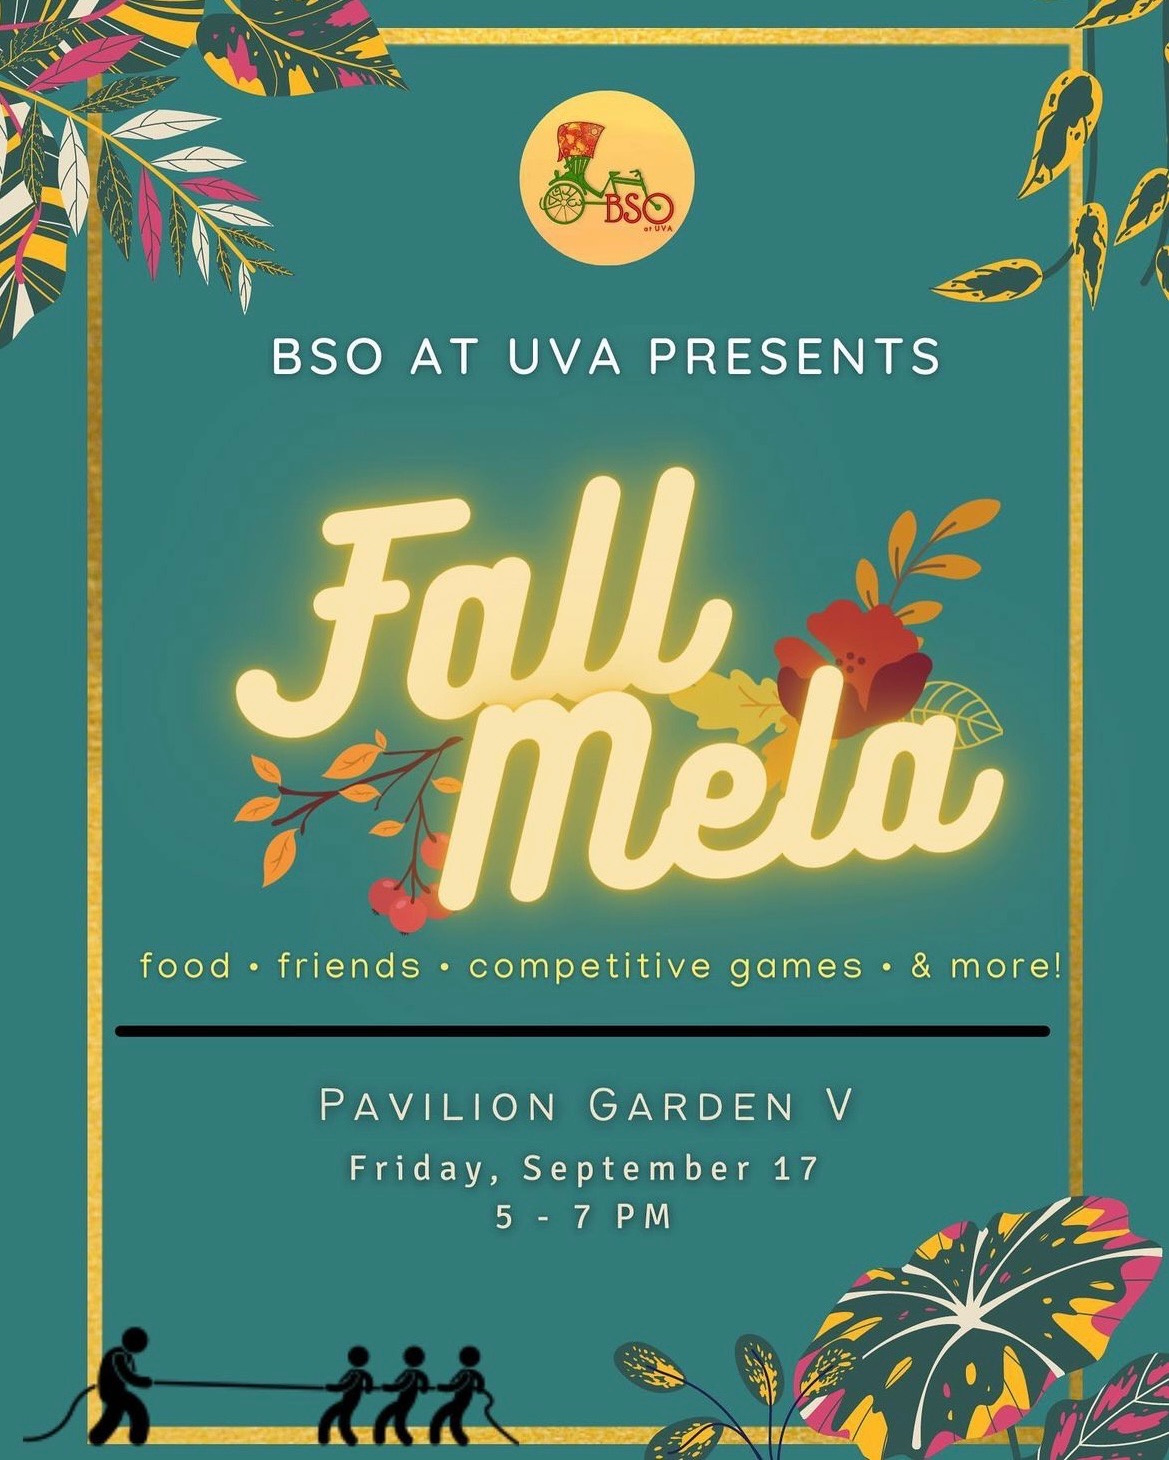 BSO
at UVA
BSO AT UVA PRESENTS
Fall
Mela
food • friends • competitive games • & more!
PAVILION GARDEN V
Friday, September 17
5 - 7 PM